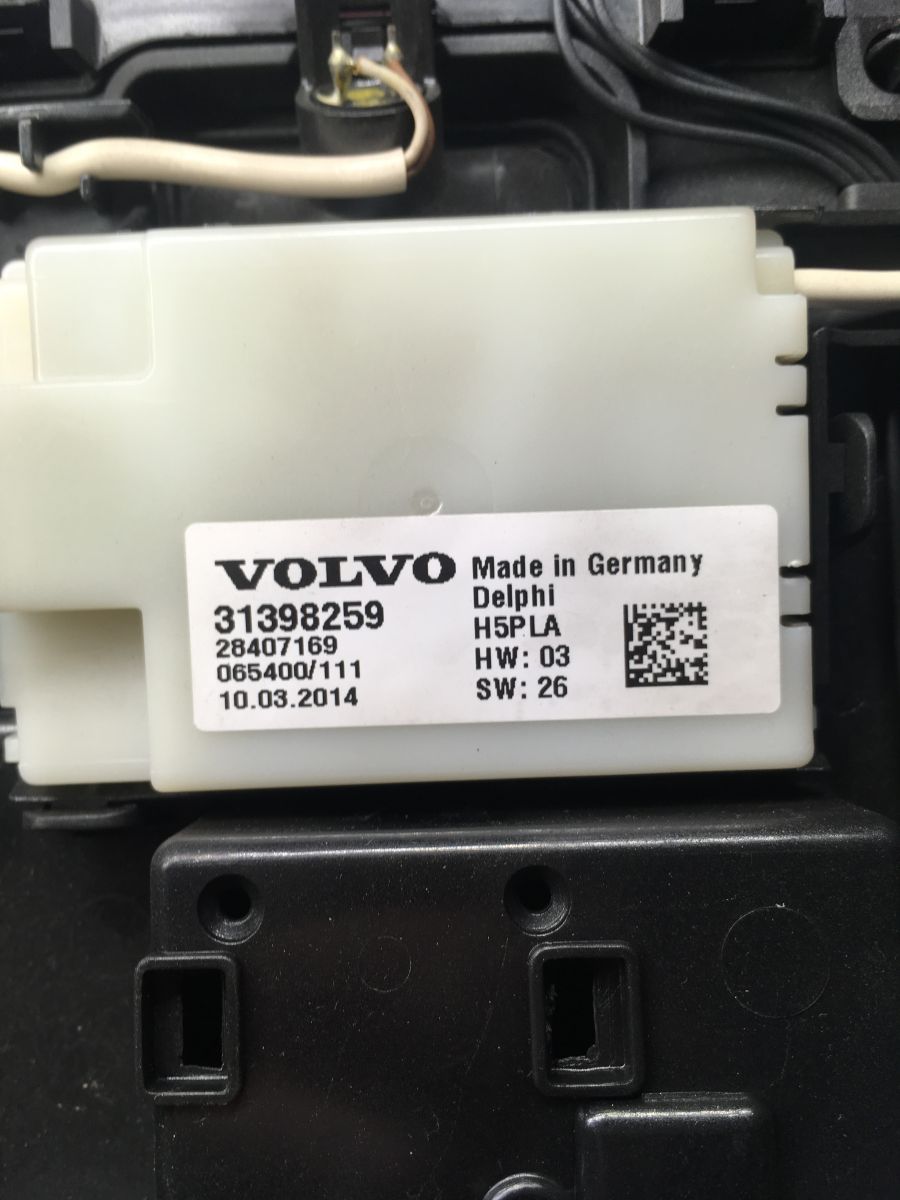 VOLVO
31398259
28407169
065400/111
10.03.2014
Made in Germany
Delphi
H5PLA
HW: 03
SW: 26